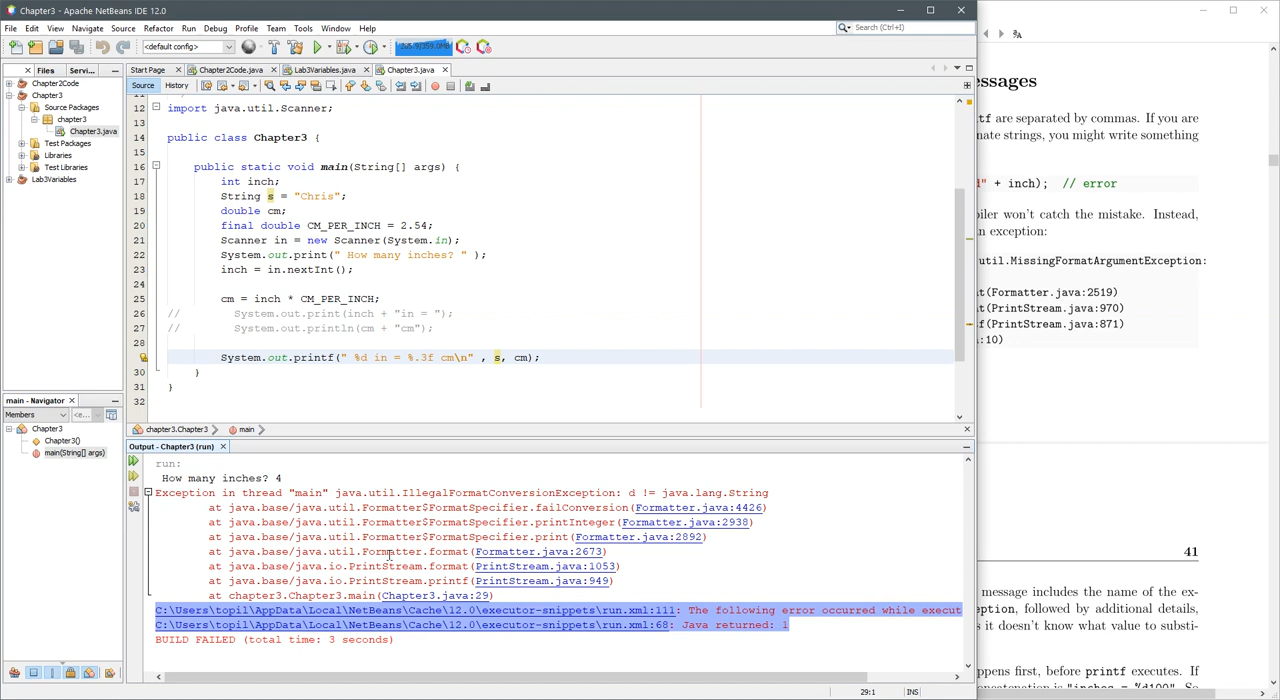 Chapter3 - Apache NetBeans IDE 12.0
File Edit View Navigate Source Refactor Run Debug Profile Team Tools Window Help
Search (Ctrl+I)
<default config>
Files Servi...
Start Page Chapter2Code.java Lab3Variables.java Chapter3.java
Source History
Chapter2Code
Chapter3
Source Packages
chapter3
Chapter3.java
Test Packages
Libraries
Test Libraries
Lab3Variables
12 import java.util.Scanner;
13
14 public class Chapter3 {
15
16 public static void main(String[] args) {
17 int inch;
18 String s = "Chris";
19 double cm;
20 final double CM_PER_INCH = 2.54;
21 Scanner in = new Scanner(System.in);
22 System.out.print(" How many inches? " );
23 inch = in.nextInt();
24
25 cm = inch * CM_PER_INCH;
26 // System.out.print(inch + "in = ");
27 // System.out.println(cm + "cm");
28
System.out.printf(" %d in = %.3f cm\n" , s, cm);
30 }
31 }
32
main - Navigator
Members <e...
Chapter3
Chapter3()
main(String[] args)
chapter3.Chapter3 main
Output - Chapter3 (run)
run:
How many inches? 4
Exception in thread "main" java.util.IllegalFormatConversionException: d != java.lang.String
at java.base/java.util.Formatter$FormatSpecifier.failConversion(Formatter.java:4426)
at java.base/java.util.Formatter$FormatSpecifier.printInteger(Formatter.java:2938)
at java.base/java.util.Formatter$FormatSpecifier.print(Formatter.java:2892)
at java.base/java.util.Formatter.format(Formatter.java:2673)
at java.base/java.io.PrintStream.format(PrintStream.java:1053)
at java.base/java.io.PrintStream.printf(PrintStream.java:949)
at chapter3.Chapter3.main(Chapter3.java:29)
C:\Users\topil\AppData\Local\NetBeans\Cache\12.0\executor-snippets\run.xml:111: The following error occurred while execut
C:\Users\topil\AppData\Local\NetBeans\Cache\12.0\executor-snippets\run.xml:68: Java returned: 1
BUILD FAILED (total time: 3 seconds)
29:1 INS
essages
tf are separated by commas. If you are
nate strings, you might write something
d" + inch); // error
piler won't catch the mistake. Instead,
an exception:
util.MissingFormatArgumentException:
at(Formatter.java:2519)
at(PrintStream.java:970)
tf(PrintStream.java:871)
a:10)
41
message includes the name of the ex-
eption, followed by additional details,
s it doesn't know what value to substi-
ppens first, before printf executes. If